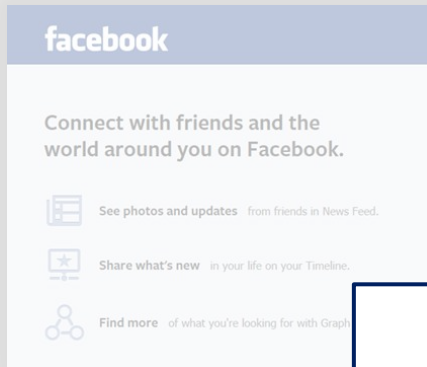 facebook
Connect with friends and the
world around you on Facebook.
See photos and updates from friends in News Feed.
Share what's new in your life on your Timeline.
Find more of what you're looking for with Graph